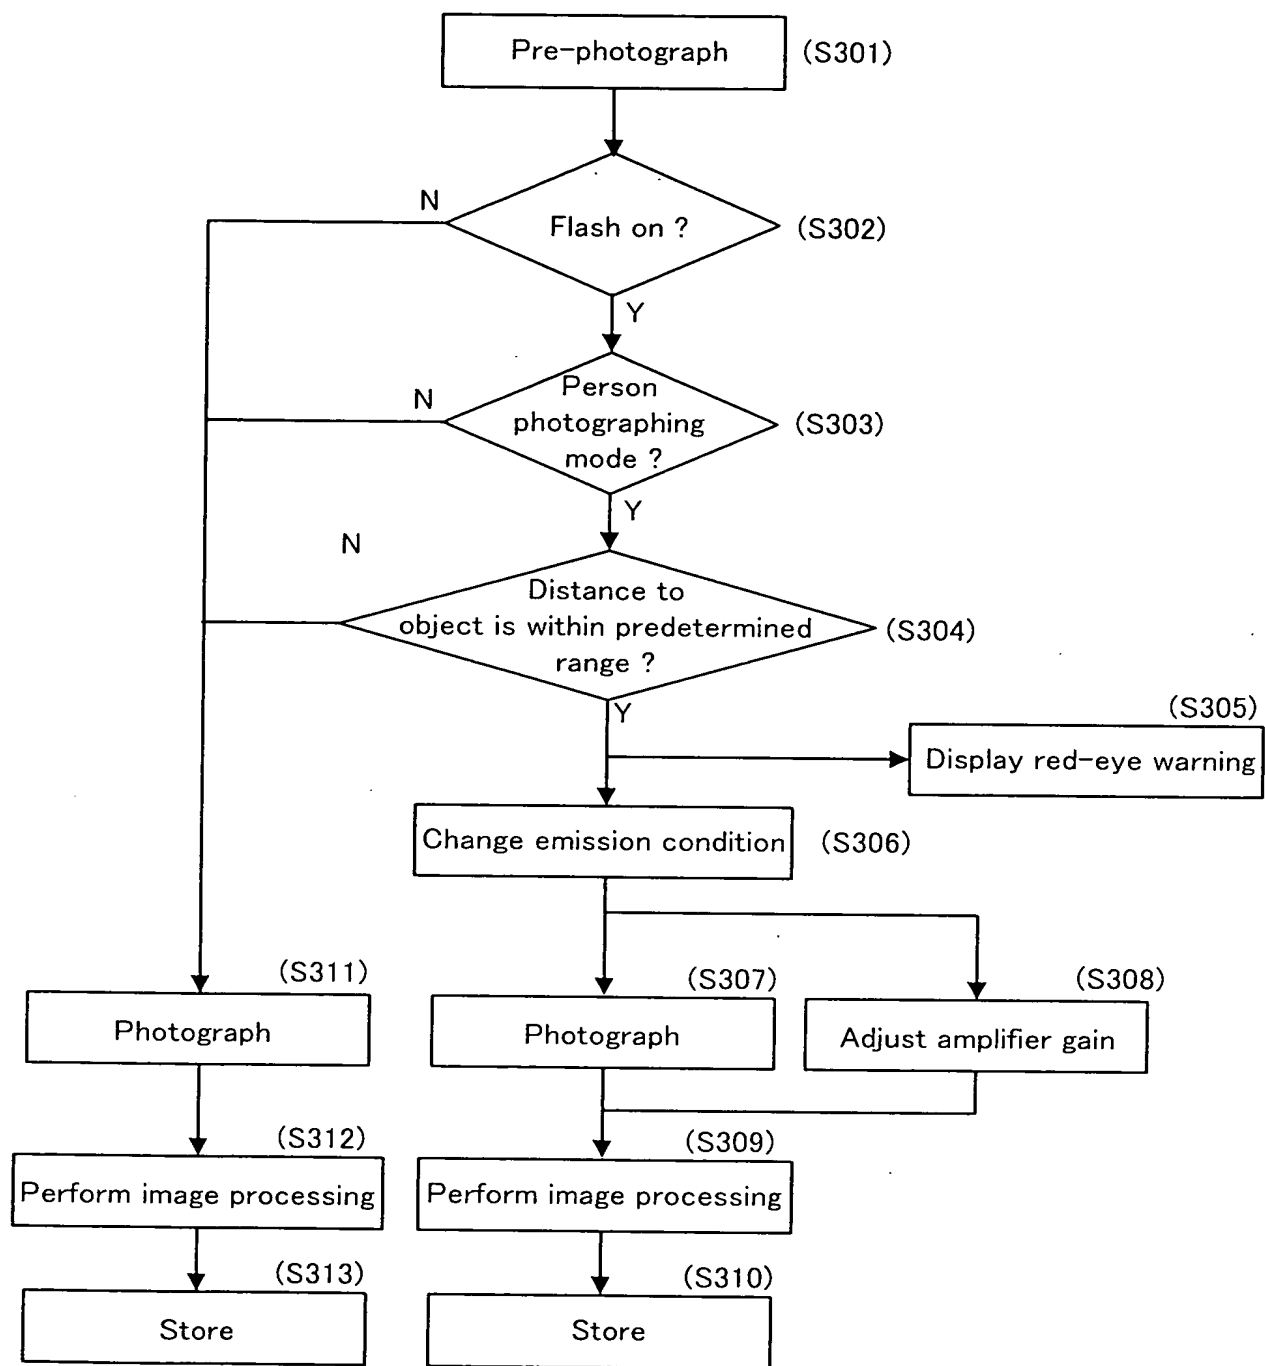 Pre-photograph
(S301)
N
Flash on ?
(S302)
Y
N
Person
photographing
mode ?
(S303)
Y
N
Distance to
object is within predetermined
range ?
(S304)
Y
(S305)
Display red-eye warning
Change emission condition
(S306)
(S311)
Photograph
(S307)
Photograph
(S308)
Adjust amplifier gain
(S312)
Perform image processing
(S309)
Perform image processing
(S313)
Store
(S310)
Store